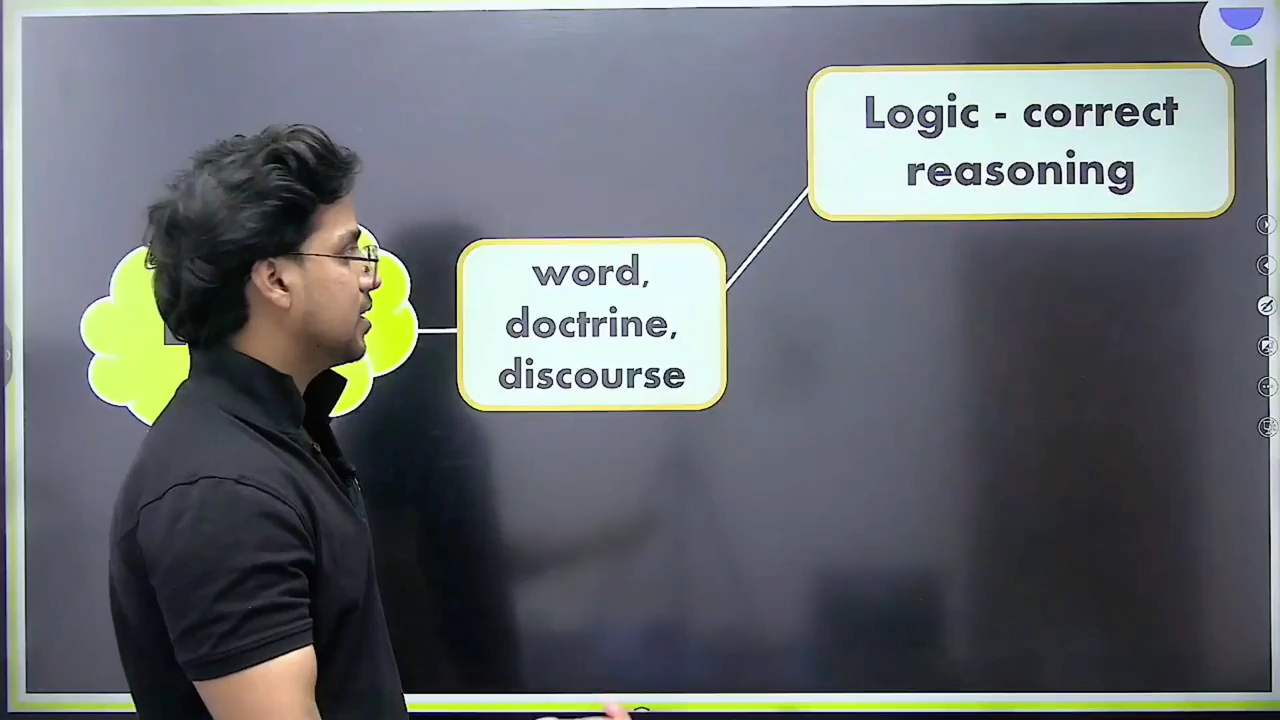 word,
doctrine,
discourse
Logic - correct
reasoning